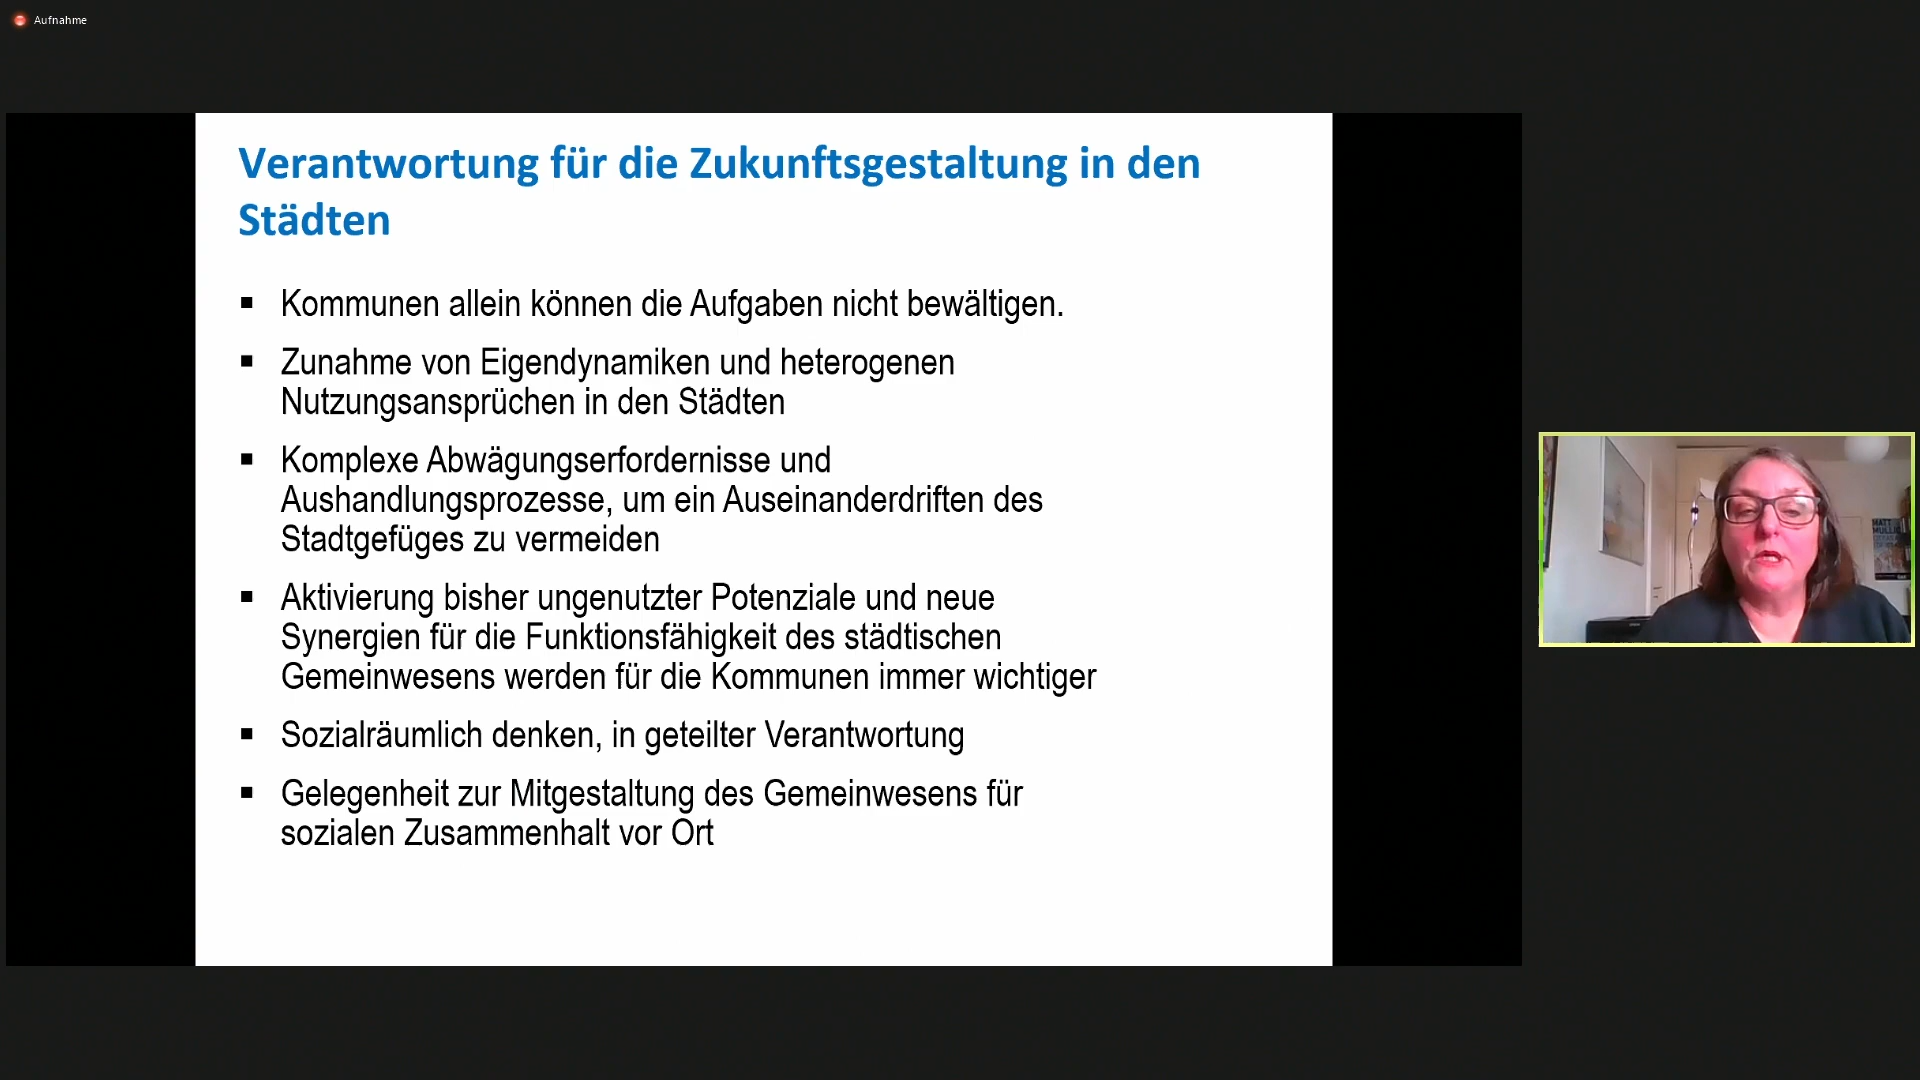 Aufnahme
Verantwortung für die Zukunftsgestaltung in den
Städten
▪ Kommunen allein können die Aufgaben nicht bewältigen.
▪ Zunahme von Eigendynamiken und heterogenen
Nutzungsansprüchen in den Städten
▪ Komplexe Abwägungserfordernisse und
Aushandlungsprozesse, um ein Auseinanderdriften des
Stadtgefüges zu vermeiden
▪ Aktivierung bisher ungenutzter Potenziale und neue
Synergien für die Funktionsfähigkeit des städtischen
Gemeinwesens werden für die Kommunen immer wichtiger
▪ Sozialräumlich denken, in geteilter Verantwortung
▪ Gelegenheit zur Mitgestaltung des Gemeinwesens für
sozialen Zusammenhalt vor Ort
MATT